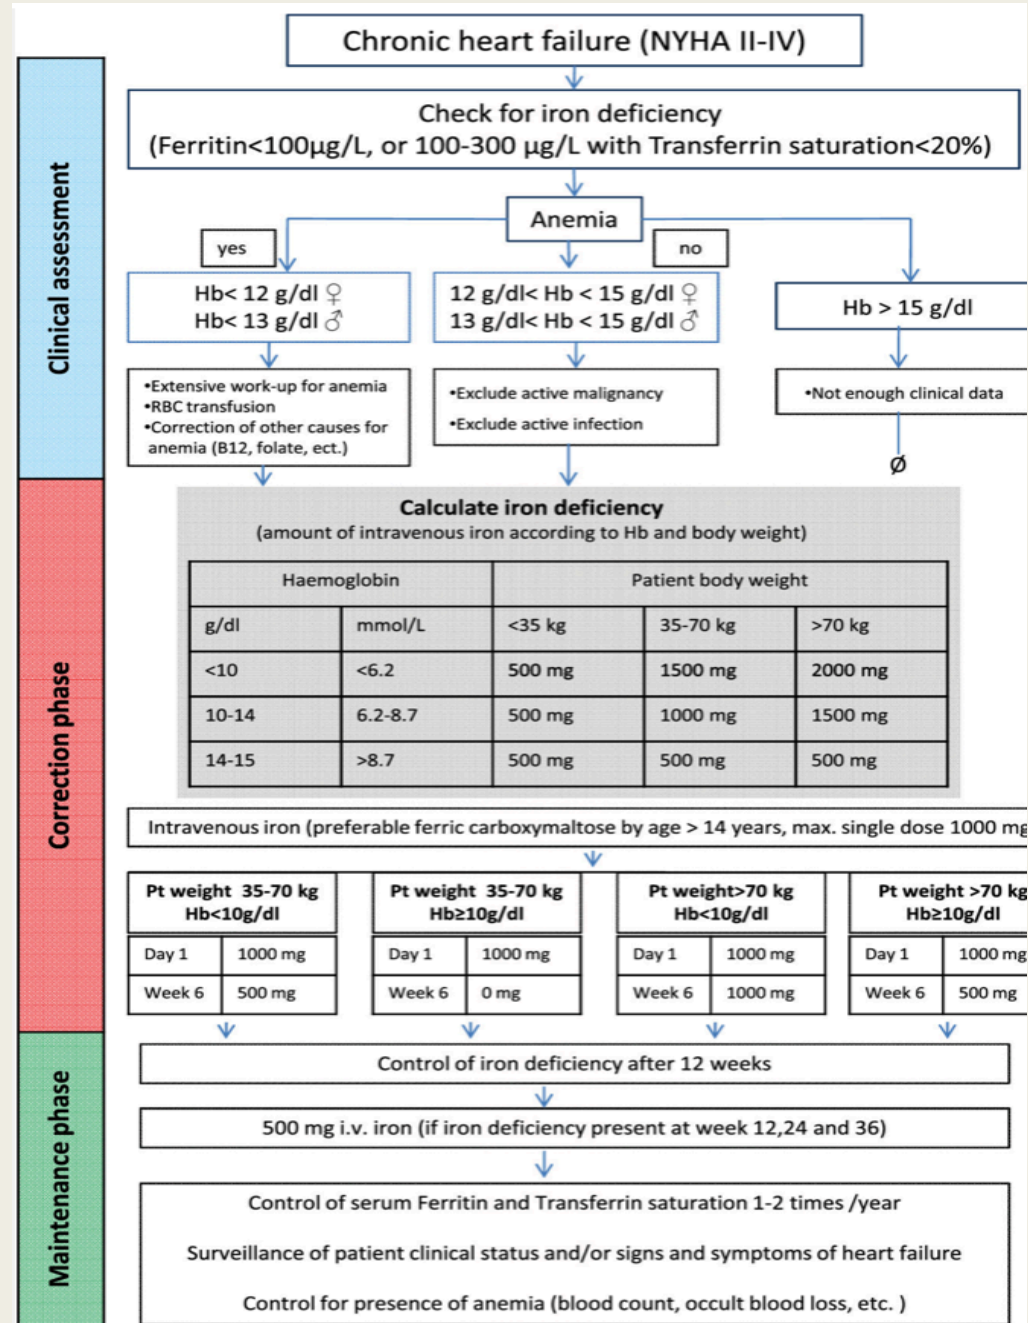 Chronic heart failure (NYHA II-IV)
Clinical assessment
Check for iron deficiency
(Ferritin<100µg/L, or 100-300 µg/L with Transferrin saturation<20%)
Anemia
yes
no
Hb< 12 g/dl ♀
Hb< 13 g/dl ♂
12 g/dl< Hb < 15 g/dl ♀
13 g/dl< Hb < 15 g/dl ♂
Hb > 15 g/dl
•Extensive work-up for anemia
•RBC transfusion
•Correction of other causes for
anemia (B12, folate, ect.)
•Exclude active malignancy
•Exclude active infection
•Not enough clinical data
Ø
Correction phase
Calculate iron deficiency
(amount of intravenous iron according to Hb and body weight)
Haemoglobin Patient body weight
g/dl mmol/L <35 kg 35-70 kg >70 kg
<10 <6.2 500 mg 1500 mg 2000 mg
10-14 6.2-8.7 500 mg 1000 mg 1500 mg
14-15 >8.7 500 mg 500 mg 500 mg
Intravenous iron (preferable ferric carboxymaltose by age > 14 years, max. single dose 1000 mg
Pt weight 35-70 kg
Hb<10g/dl
Day 1 1000 mg
Week 6 500 mg
Pt weight 35-70 kg
Hb≥10g/dl
Day 1 1000 mg
Week 6 0 mg
Pt weight>70 kg
Hb<10g/dl
Day 1 1000 mg
Week 6 1000 mg
Pt weight >70 kg
Hb≥10g/dl
Day 1 1000 mg
Week 6 500 mg
Maintenance phase
Control of iron deficiency after 12 weeks
500 mg i.v. iron (if iron deficiency present at week 12,24 and 36)
Control of serum Ferritin and Transferrin saturation 1-2 times /year
Surveillance of patient clinical status and/or signs and symptoms of heart failure
Control for presence of anemia (blood count, occult blood loss, etc. )